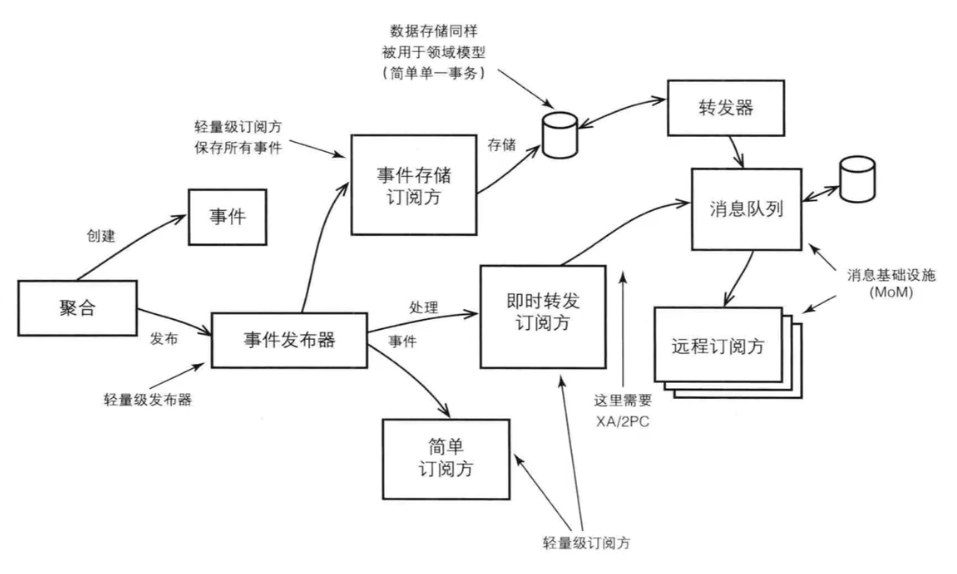 数据存储同样
被用于领域模型
(简单单一事务)
转发器
轻量级订阅方
保存所有事件
事件存储
订阅方
存储
消息队列
事件
创建
聚合
发布
事件发布器
轻量级发布器
处理
事件
即时转发
订阅方
消息基础设施
(MoM)
远程订阅方
这里需要
XA/2PC
简单
订阅方
轻量级订阅方